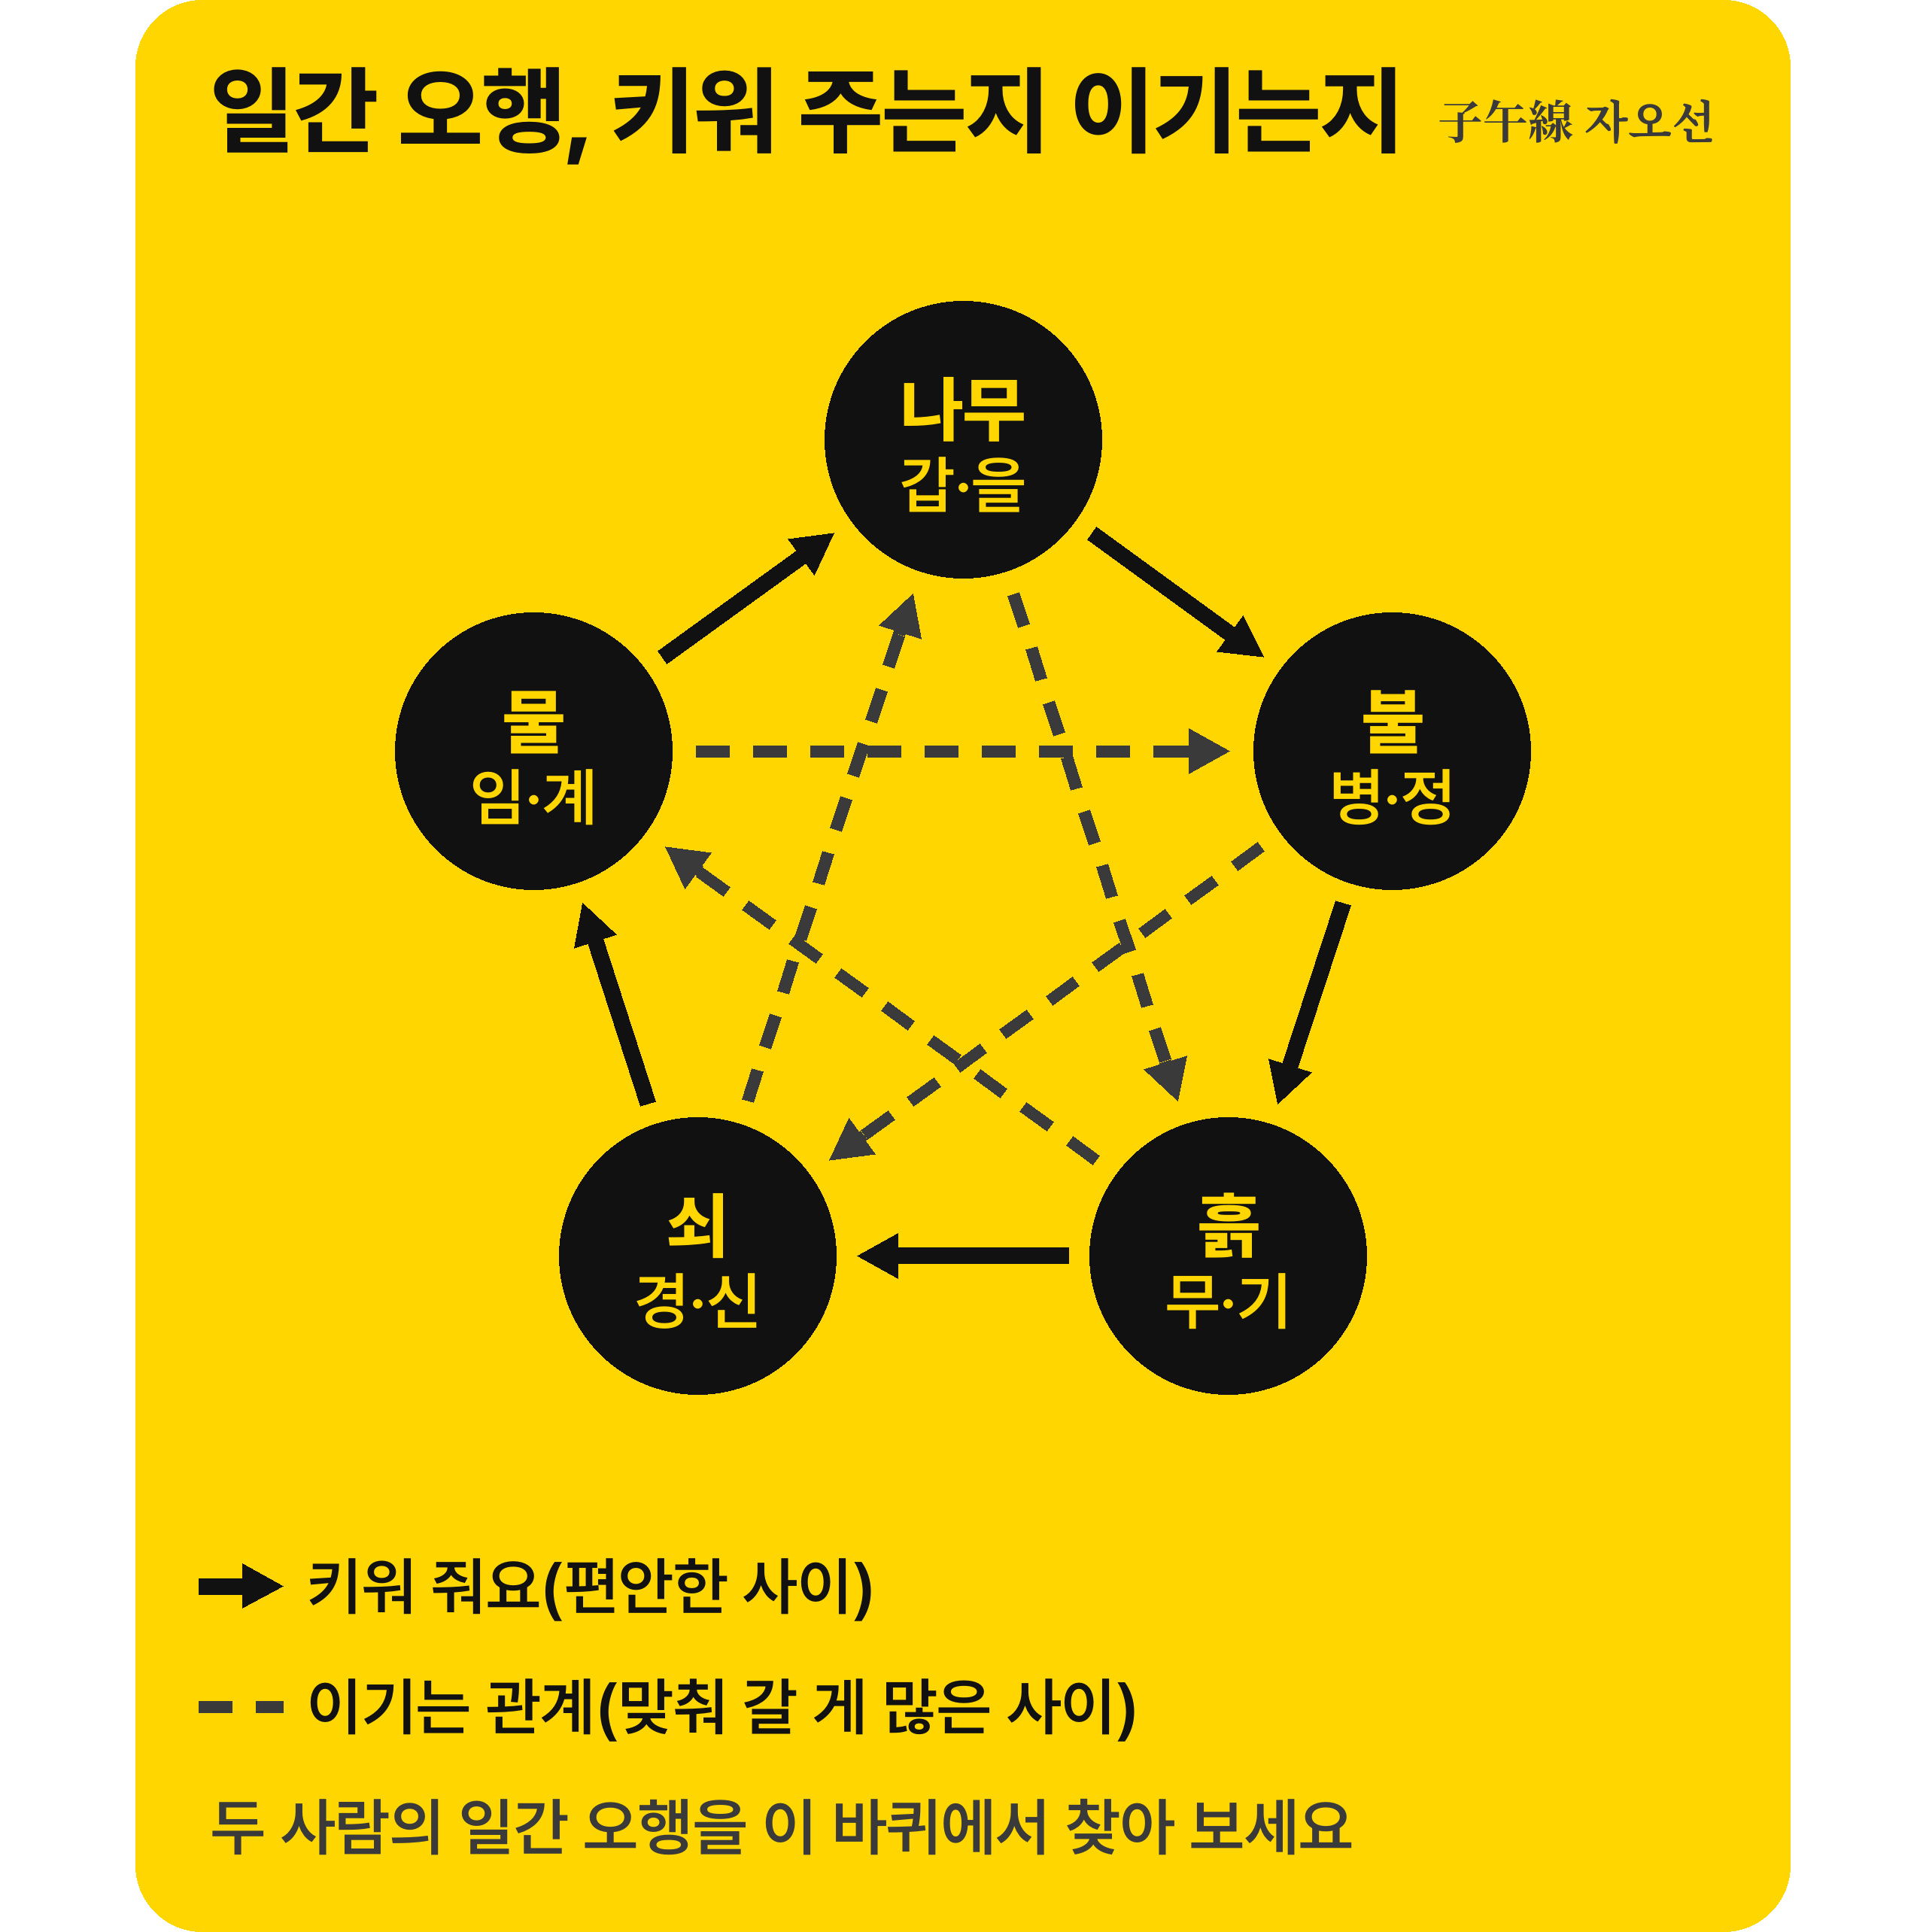 일간 오행, 키워 주는지 이기는지
子午線 자오선
나무
갑·을
물
임·계
불
병·정
쇠
경·신
흙
무·기
키워 줘요(편안한 사이)
이기는 관계(맞춰 갈 게 많은 사이)
두 사람의 일간 오행을 이 바퀴에서 찾아 보세요